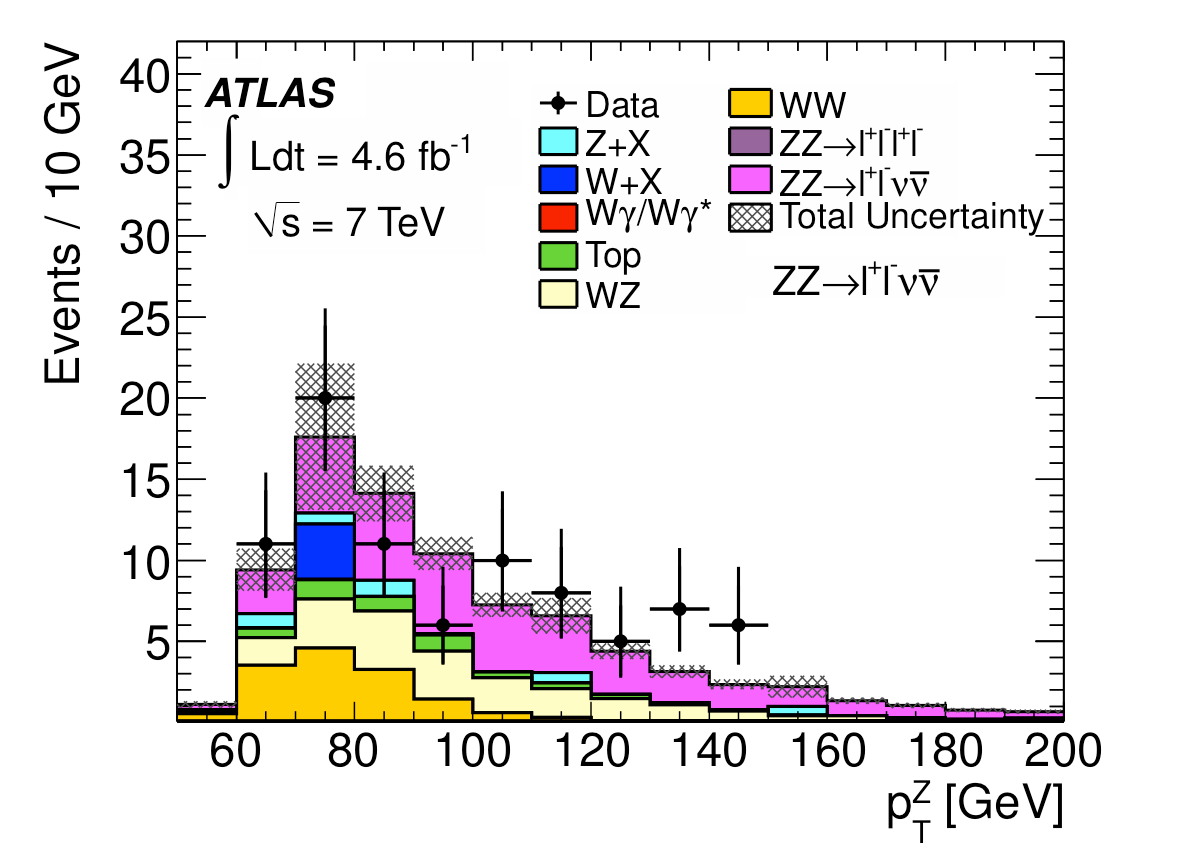 Events / 10 GeV
40
35
30
25
20
15
10
5
ATLAS
∫ Ldt = 4.6 fb⁻¹
√s = 7 TeV
Data
Z+X
W+X
Wγ/Wγ*
Top
WZ
WW
ZZ→l⁺l⁻l⁺l⁻
ZZ→l⁺l⁻νν̅
Total Uncertainty
ZZ→l⁺l⁻νν̅
60 80 100 120 140 160 180 200
p_T^Z [GeV]